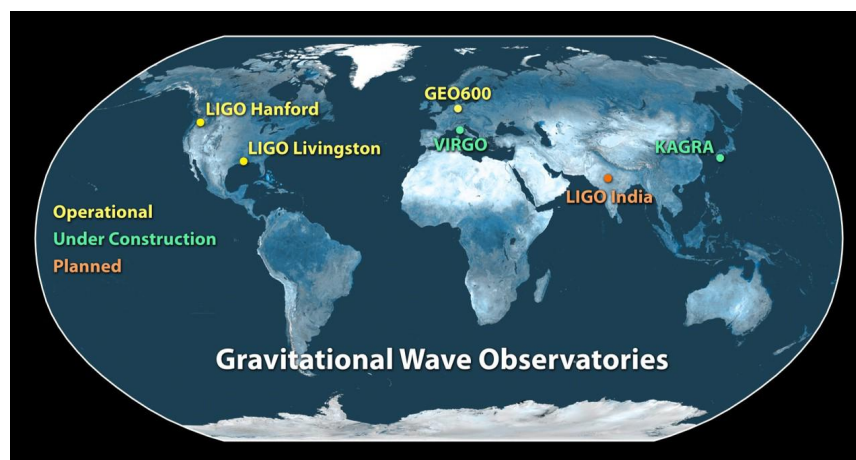 GEO600
LIGO Hanford
VIRGO
KAGRA
LIGO Livingston
LIGO India
Operational
Under Construction
Planned
Gravitational Wave Observatories